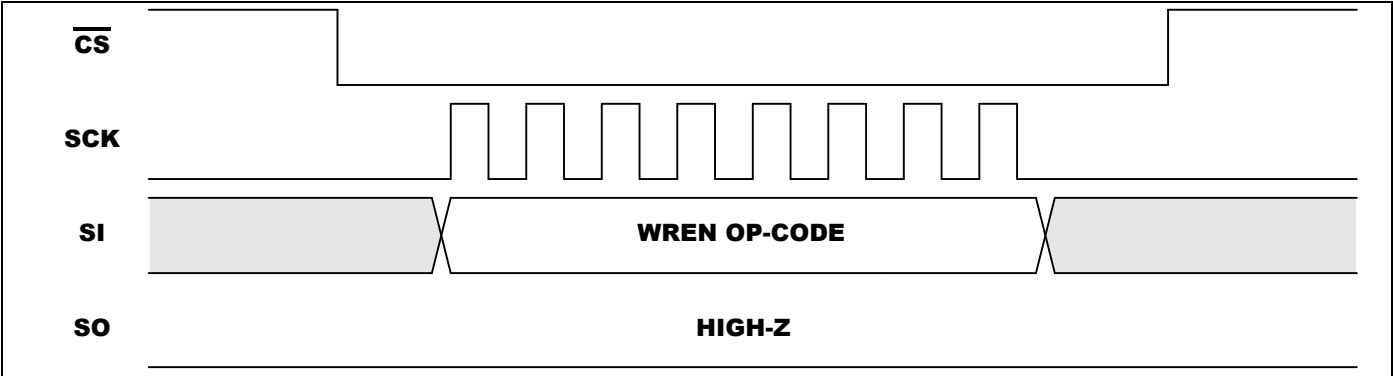 CS
SCK
SI
WREN OP-CODE
SO
HIGH-Z